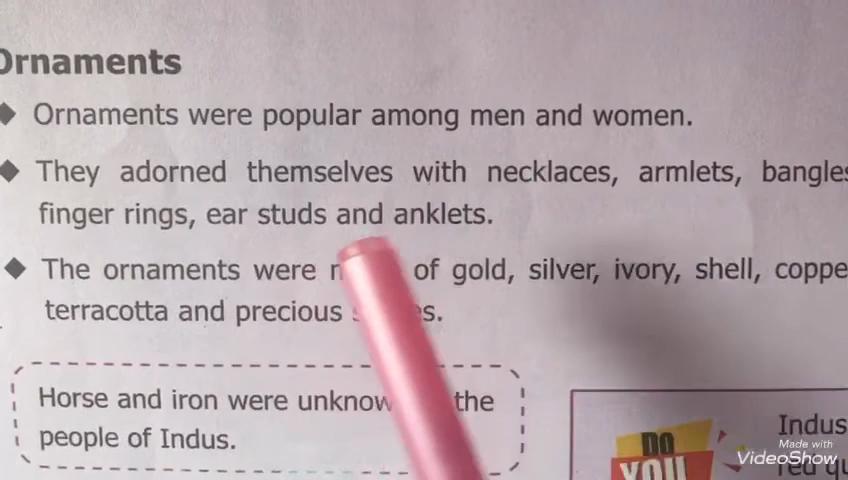 Ornaments
Ornaments were popular among men and women.
They adorned themselves with necklaces, armlets, bangles
finger rings, ear studs and anklets.
The ornaments were of gold, silver, ivory, shell, coppe
terracotta and precious
Horse and iron were unknow the
people of Indus.
Indus
DO
YOU
Made with
VideoShow